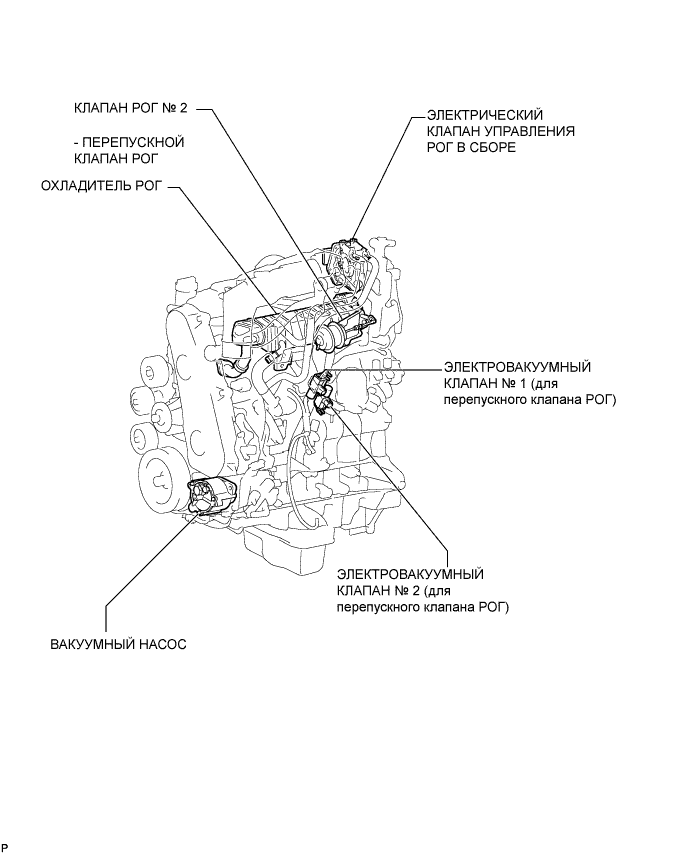 КЛАПАН РОГ № 2
- ПЕРЕПУСКНОЙ
КЛАПАН РОГ
ОХЛАДИТЕЛЬ РОГ
ЭЛЕКТРИЧЕСКИЙ
КЛАПАН УПРАВЛЕНИЯ
РОГ В СБОРЕ
ЭЛЕКТРОВАКУУМНЫЙ
КЛАПАН № 1 (для
перепускного клапана РОГ)
ЭЛЕКТРОВАКУУМНЫЙ
КЛАПАН № 2 (для
перепускного клапана РОГ)
ВАКУУМНЫЙ НАСОС
P